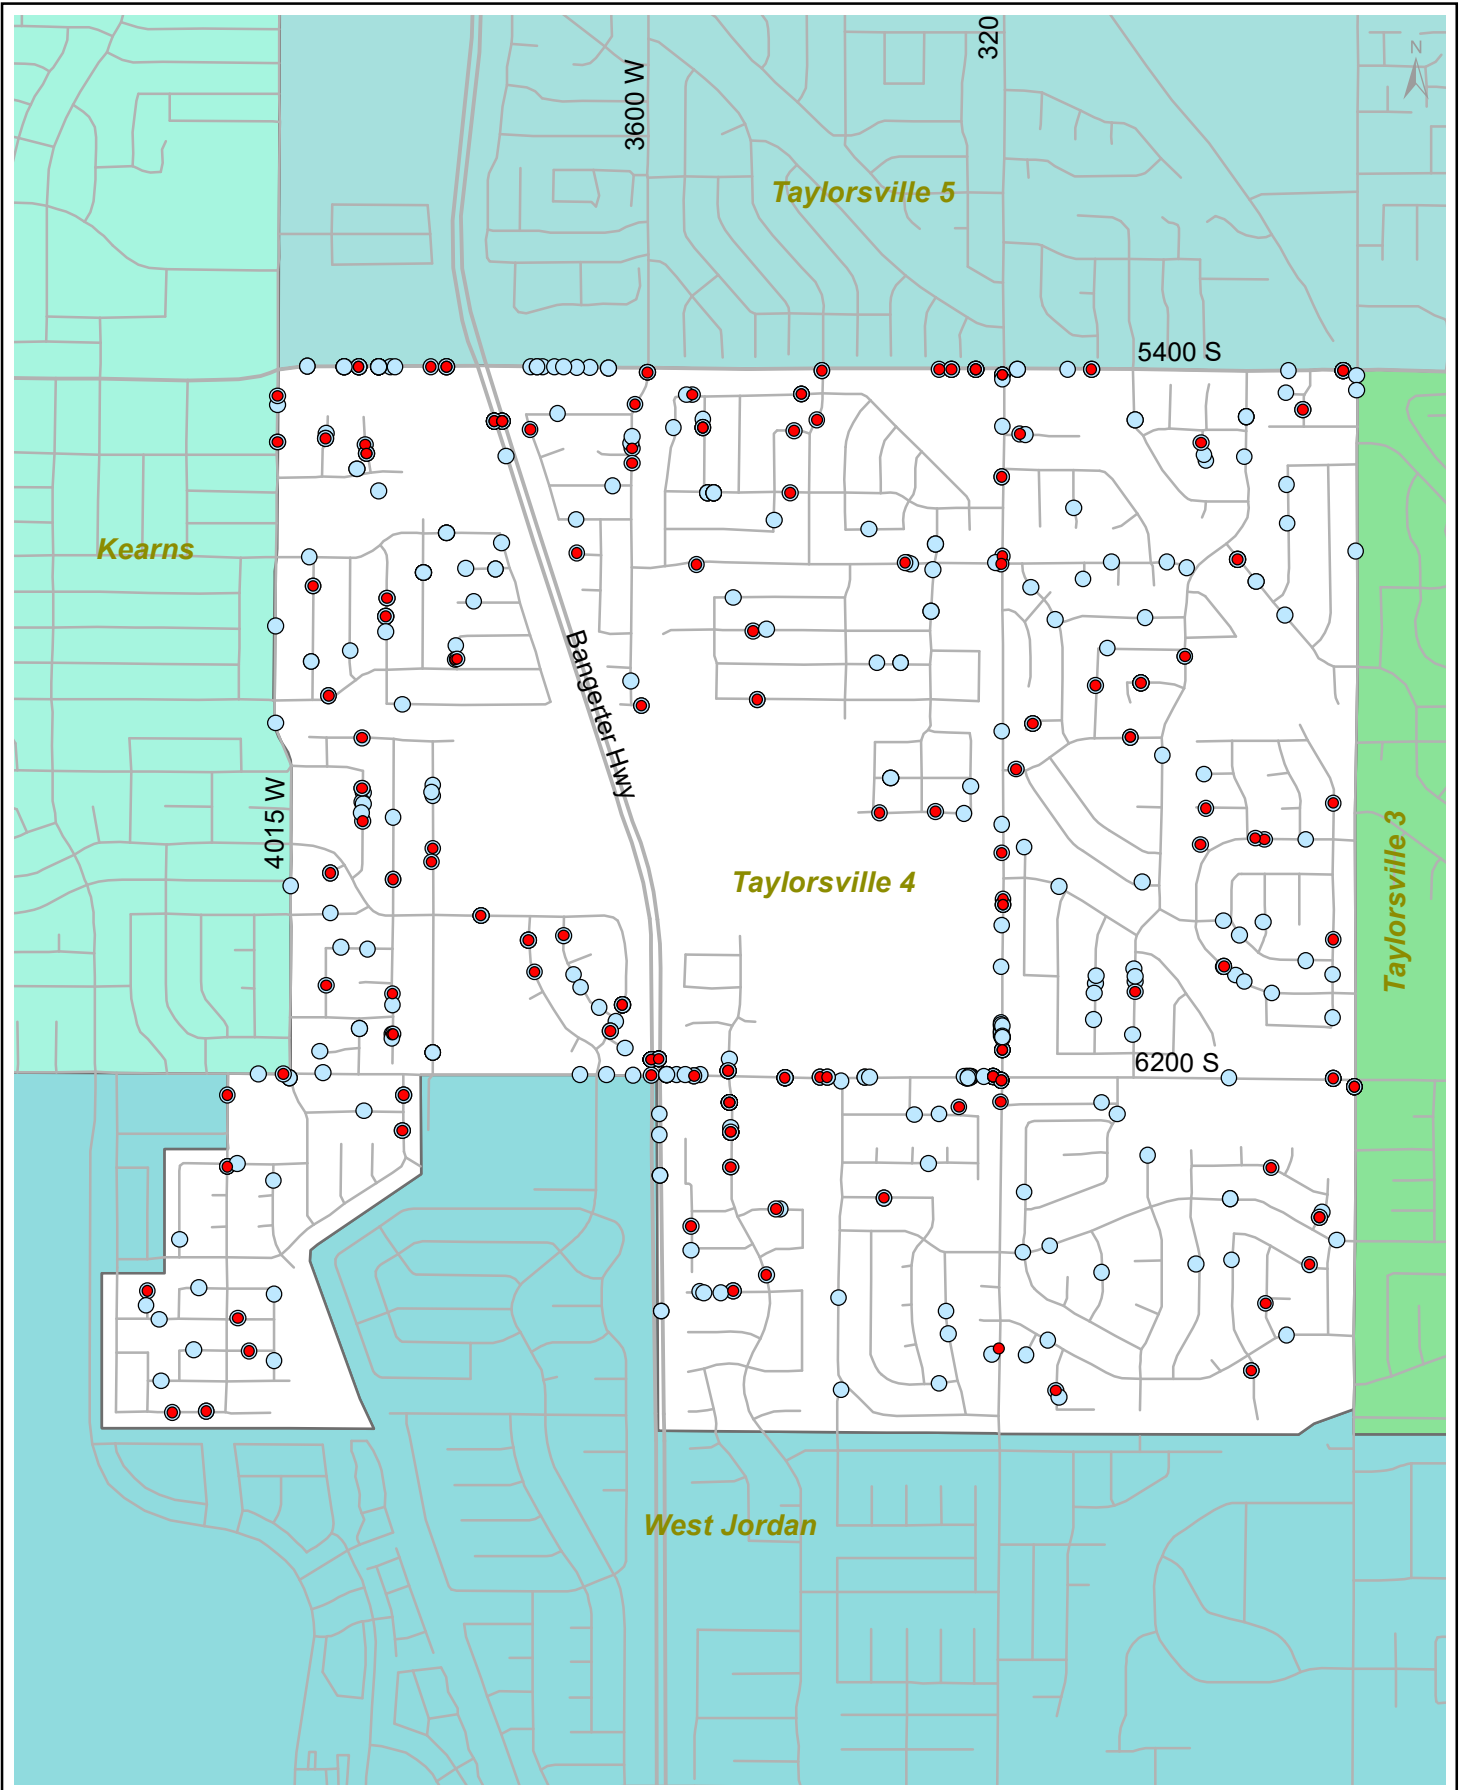 320
3600 W
N
Taylorsville 5
5400 S
Kearns
Bangerter Hwy
4015 W
Taylorsville 4
Taylorsville 3
6200 S
West Jordan